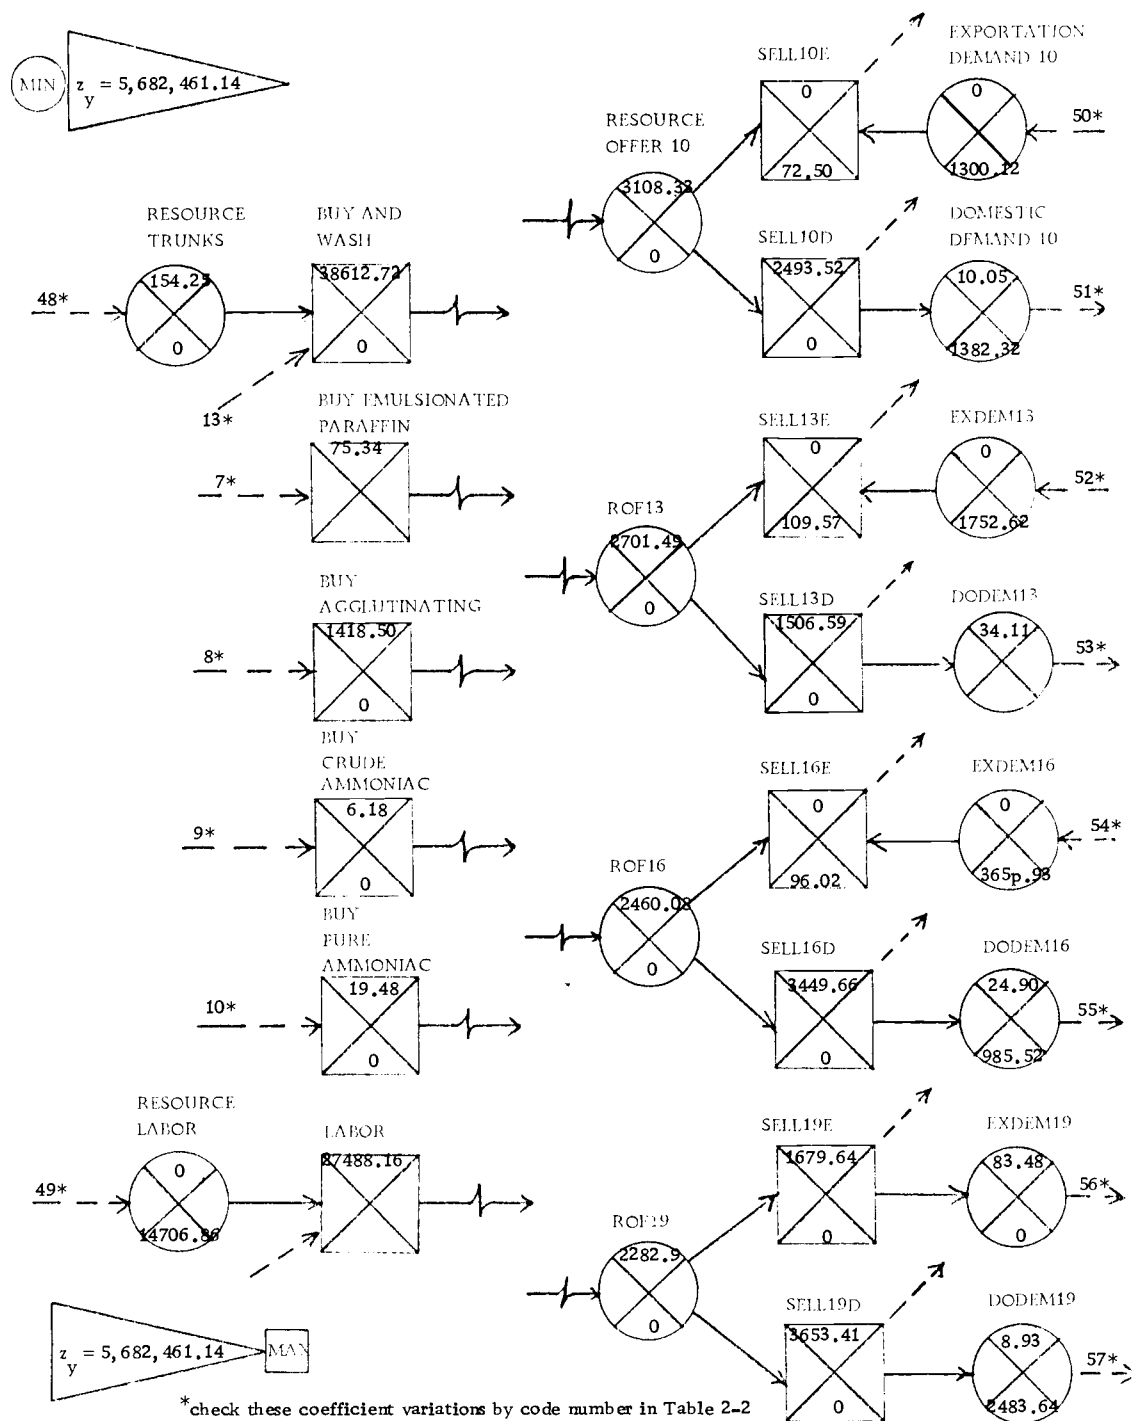 MIN
z_y = 5,682,461.14
RESOURCE
TRUNKS
154.25
0
48*
BUY AND
WASH
38612.72
0
13*
BUY EMULSIONATED
PARAFFIN
75.34
7*
BUY
AGGLUTINATING
1418.50
0
8*
BUY
CRUDE
AMMONIAC
6.18
0
9*
BUY
PURE
AMMONIAC
19.48
0
10*
RESOURCE
LABOR
0
14706.86
49*
LABOR
27488.16
z_y = 5,682,461.14
RESOURCE
OFFER 10
3108.33
0
SELL10E
0
72.50
EXPORTATION
DEMAND 10
0
1300.12
50*
SELL10D
2493.52
0
DOMESTIC
DEMAND 10
10.05
1382.32
51*
ROF13
2701.49
0
SELL13E
0
109.57
EXDEM13
0
1752.62
52*
SELL13D
1506.59
0
DODEM13
34.11
53*
ROF16
2460.08
0
SELL16E
0
96.02
EXDEM16
0
365p.93
54*
SELL16D
3449.66
0
DODEM16
24.90
985.52
55*
ROF19
2282.9
0
SELL19E
1679.64
0
EXDEM19
83.48
0
56*
SELL19D
3653.41
0
DODEM19
8.93
2483.64
57*
*check these coefficient variations by code number in Table 2-2